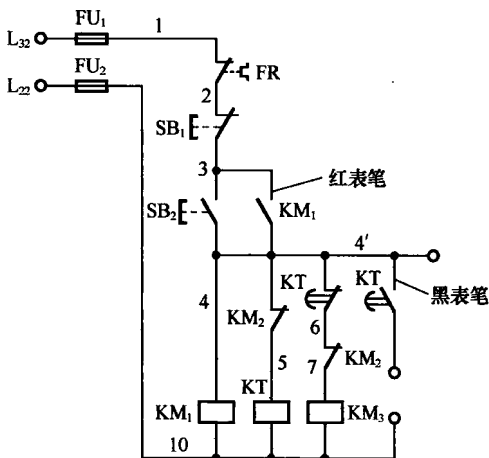 FU₁
1
L₃₂
FU₂
L₂₂
FR
2
SB₁
3
红表笔
SB₂
KM₁
4'
KT
KT
黑表笔
4
KM₂
6
5
7
KM₂
KM₁
KT
KM₃
10